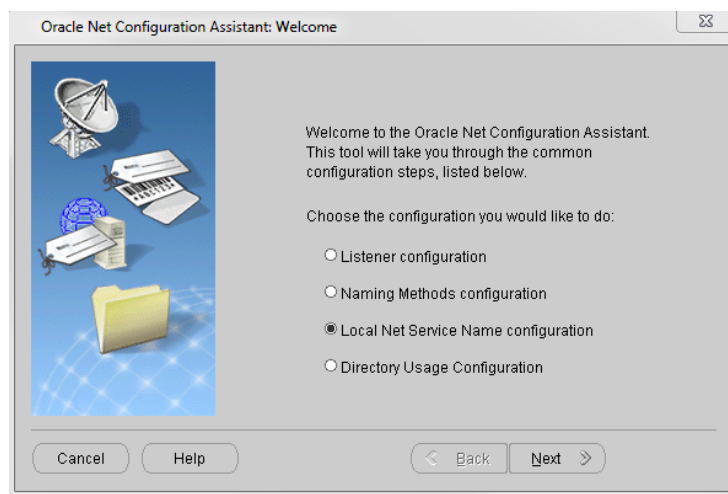 Oracle Net Configuration Assistant: Welcome
Welcome to the Oracle Net Configuration Assistant.
This tool will take you through the common
configuration steps, listed below.
Choose the configuration you would like to do:
Listener configuration
Naming Methods configuration
Local Net Service Name configuration
Directory Usage Configuration
Cancel
Help
Back
Next